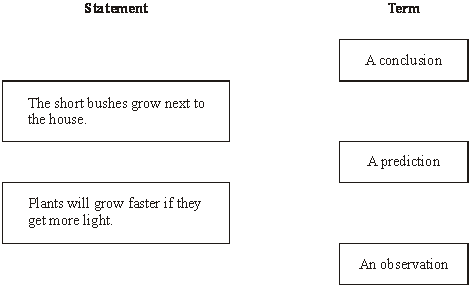 Statement
Term
A conclusion
The short bushes grow next to
the house.
A prediction
Plants will grow faster if they
get more light.
An observation